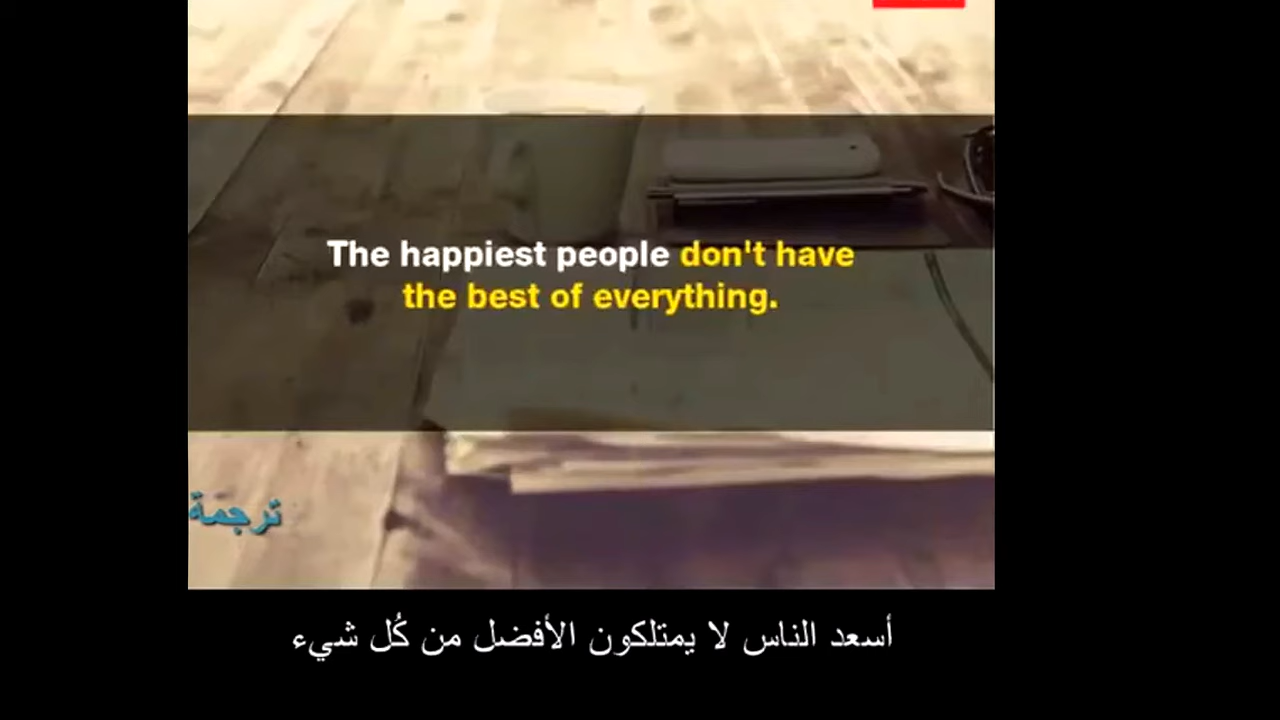 The happiest people don't have
the best of everything.
ترجمة
أسعد الناس لا يمتلكون الأفضل من كُل شيء